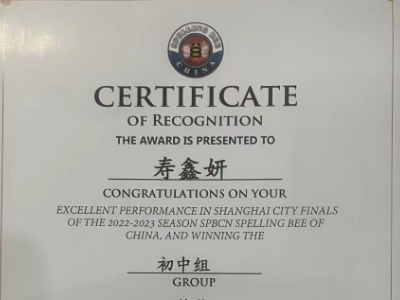 SPELLING BEE
CHINA
CERTIFICATE
OF RECOGNITION
THE AWARD IS PRESENTED TO
寿鑫妍
CONGRATULATIONS ON YOUR
EXCELLENT PERFORMANCE IN SHANGHAI CITY FINALS
OF THE 2022-2023 SEASON SPBCN SPELLING BEE OF
CHINA, AND WINNING THE
初中组
GROUP